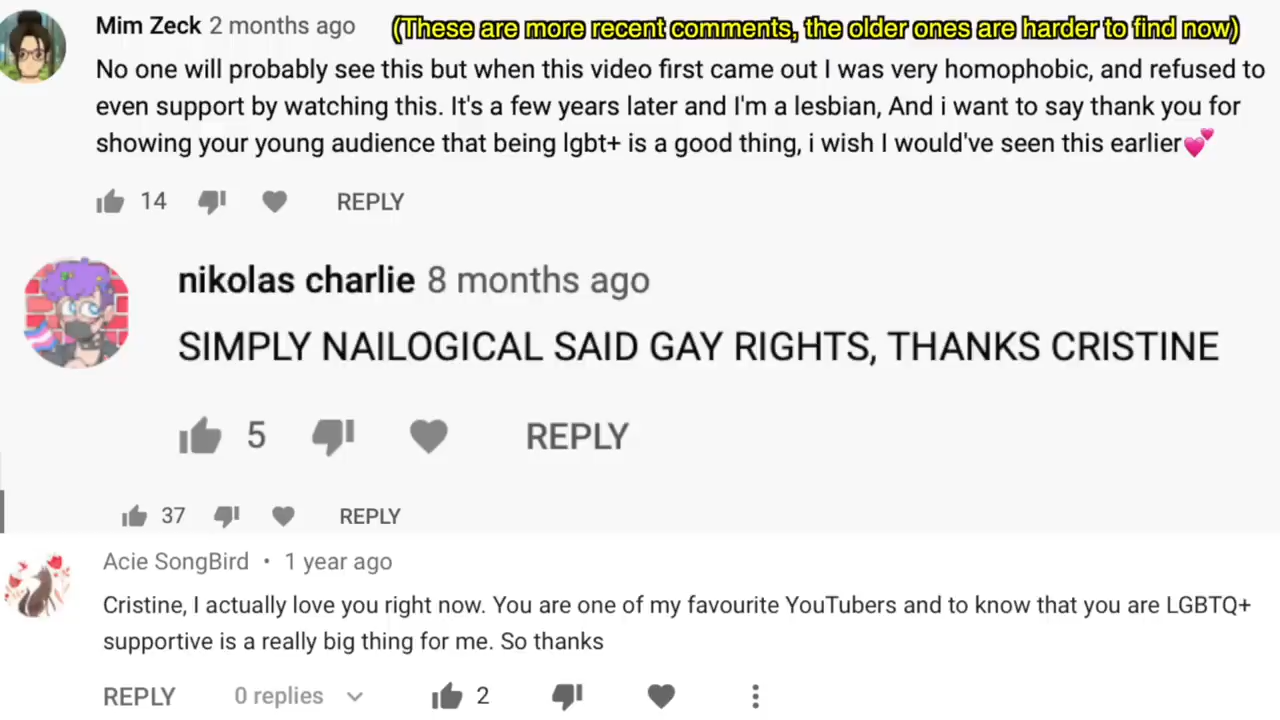 Mim Zeck 2 months ago (These are more recent comments, the older ones are harder to find now)
No one will probably see this but when this video first came out I was very homophobic, and refused to
even support by watching this. It's a few years later and I'm a lesbian, And i want to say thank you for
showing your young audience that being lgbt+ is a good thing, i wish I would've seen this earlier💕
14 REPLY
nikolas charlie 8 months ago
SIMPLY NAILOGICAL SAID GAY RIGHTS, THANKS CRISTINE
5 REPLY
37 REPLY
Acie SongBird • 1 year ago
Cristine, I actually love you right now. You are one of my favourite YouTubers and to know that you are LGBTQ+
supportive is a really big thing for me. So thanks
REPLY 0 replies 2